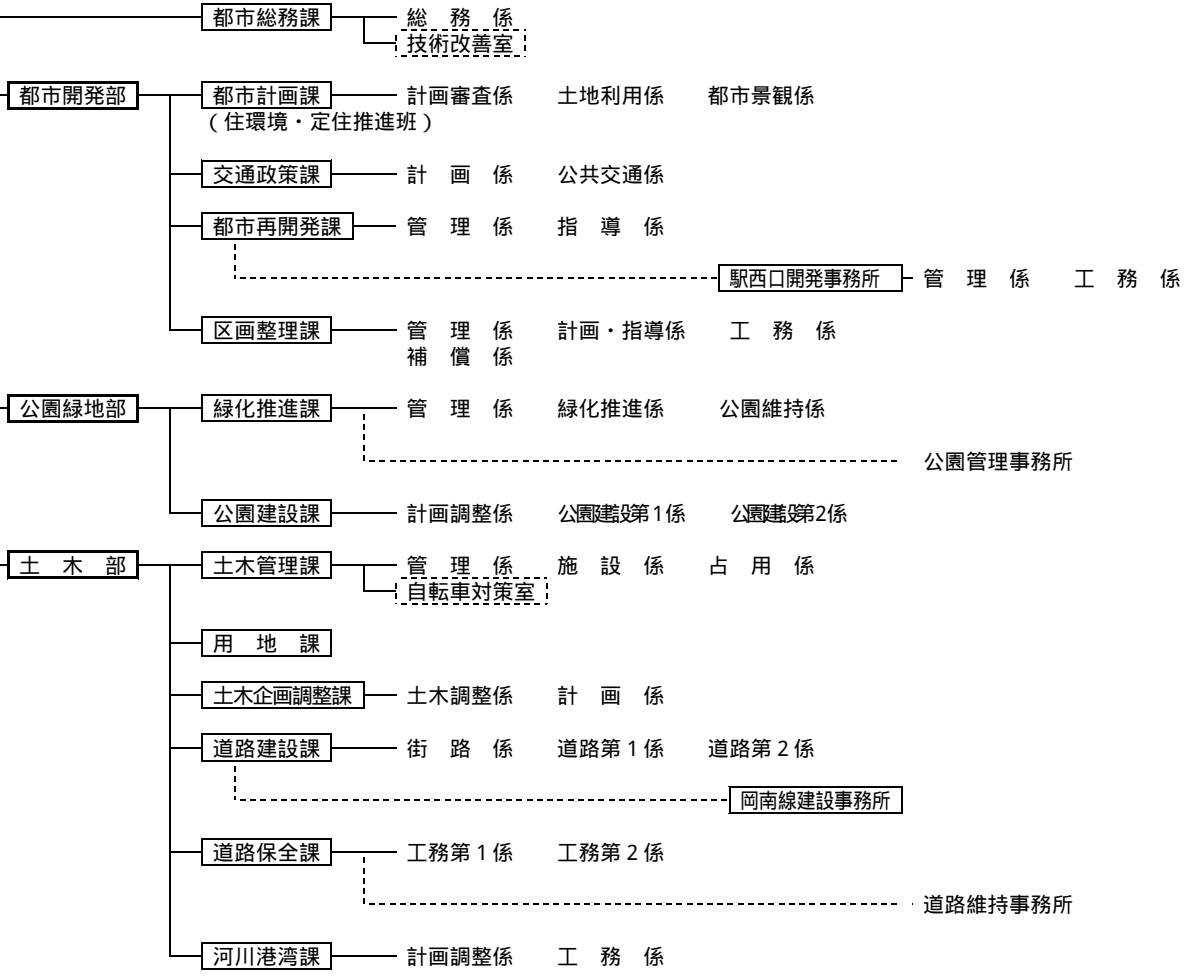 都市総務課 総務係
技術改善室
都市開発部 都市計画課 計画審査係 土地利用係 都市景観係
(住環境・定住推進班)
交通政策課 計画係 公共交通係
都市再開発課 管理係 指導係
駅西口開発事務所 管理係 工務係
区画整理課 管理係 計画・指導係 工務係
補償係
公園緑地部 緑化推進課 管理係 緑化推進係 公園維持係
公園管理事務所
公園建設課 計画調整係 公園建設第1係 公園建設第2係
土木部 土木管理課 管理係 施設係 占用係
自転車対策室
用地課
土木企画調整課 土木調整係 計画係
道路建設課 街路係 道路第1係 道路第2係
岡南線建設事務所
道路保全課 工務第1係 工務第2係
道路維持事務所
河川港湾課 計画調整係 工務係